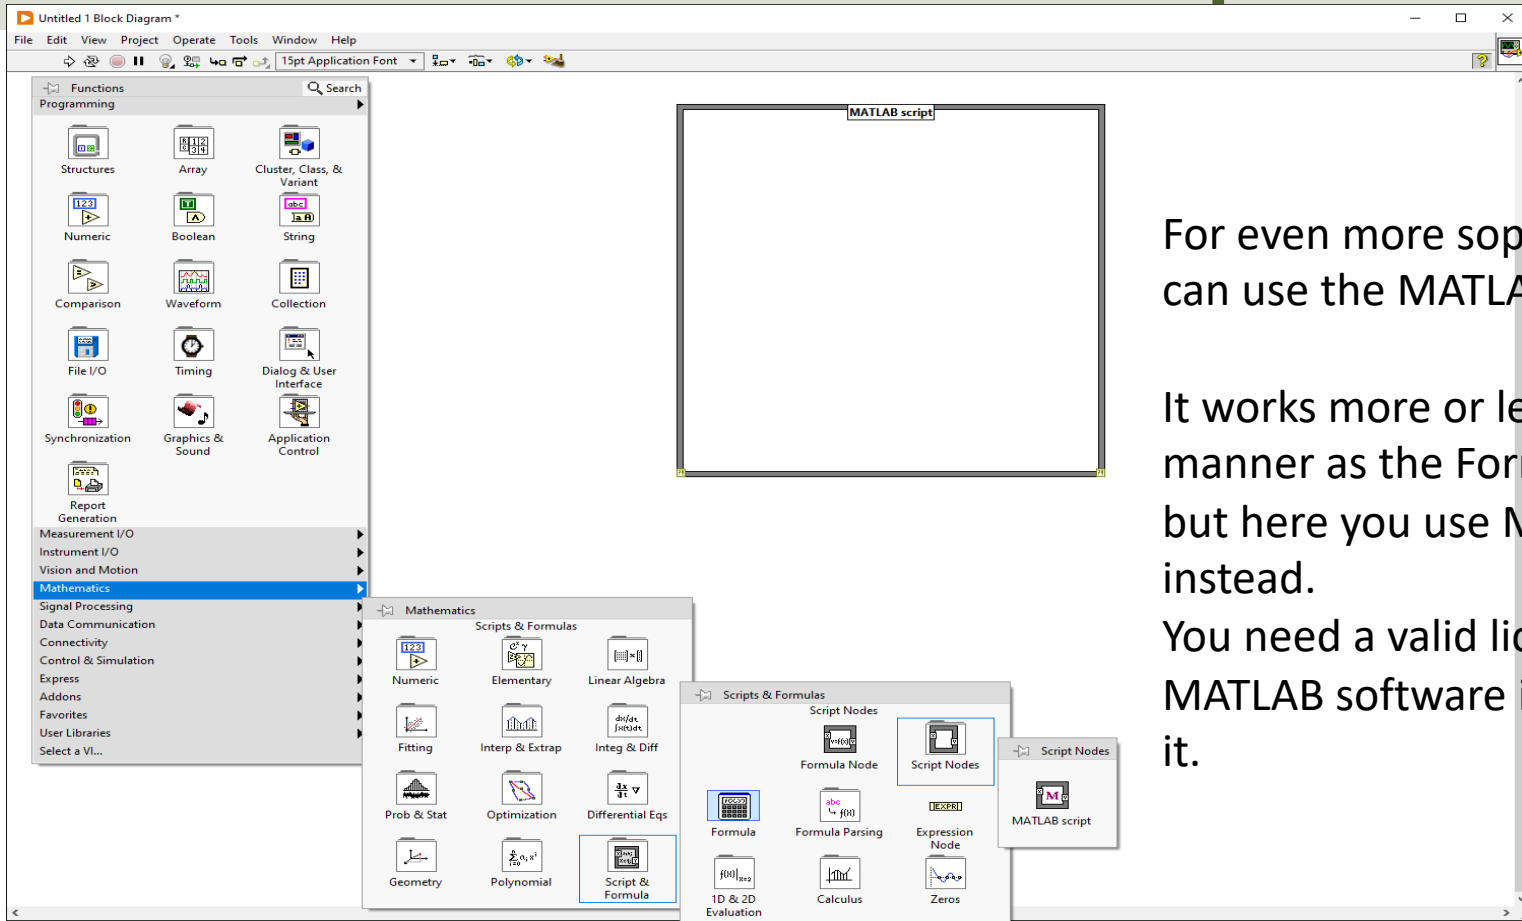 Untitled 1 Block Diagram *
File Edit View Project Operate Tools Window Help
15pt Application Font
Functions
Search
Programming
Structures
Array
Cluster, Class, &
Variant
Numeric
Boolean
String
Comparison
Waveform
Collection
File I/O
Timing
Dialog & User
Interface
Synchronization
Graphics &
Sound
Application
Control
Report
Generation
Measurement I/O
Instrument I/O
Vision and Motion
Mathematics
Signal Processing
Data Communication
Connectivity
Control & Simulation
Express
Addons
Favorites
User Libraries
Select a VI...
Mathematics
Scripts & Formulas
Numeric
Elementary
Linear Algebra
Fitting
Interp & Extrap
Integ & Diff
Prob & Stat
Optimization
Differential Eqs
Geometry
Polynomial
Script &
Formula
Scripts & Formulas
Script Nodes
Formula Node
Script Nodes
Formula
Formula Parsing
Expression
Node
1D & 2D
Evaluation
Calculus
Zeros
Script Nodes
MATLAB script
MATLAB script
For even more sop
can use the MATLA
It works more or le
manner as the For
but here you use M
instead.
You need a valid lic
MATLAB software i
it.